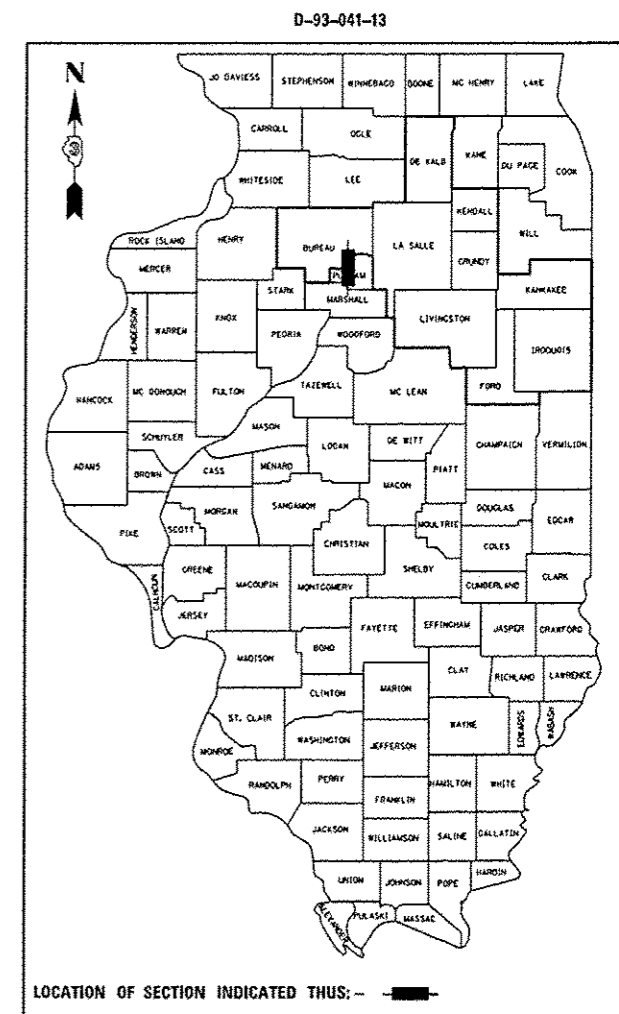 D-93-041-13
N
JO DAVIESS STEPHENSON WINNEBAGO BOONE MC HENRY LAKE
CARROLL OGLE
DE KALB KANE
DU PAGE COOK
WHITESIDE LEE
KENDALL
WILL
ROCK ISLAND HENRY BUREAU LA SALLE
GRUNDY
MERCER
KANKAKEE
STARK MARSHALL
HENDERSON WARREN KNOX PEORIA WOODFORD LIVINGSTON
IROQUOIS
HANCOCK MC DONOUGH FULTON TAZEWELL MC LEAN FORD
MASON
SCHUYLER LOGAN DE WITT
CHAMPAIGN VERMILION
ADAMS BROWN CASS MENARD PIATT
MACON
MORGAN SANGAMON DOUGLAS
EDGAR
PIKE SCOTT MOULTRIE
CHRISTIAN COLES
GREENE SHELBY
CALHOUN MACOUPIN MONTGOMERY CUMBERLAND CLARK
JERSEY
FAYETTE EFFINGHAM JASPER CRAWFORD
BOND
MADISON
CLAY RICHLAND LAWRENCE
MARION
CLINTON
ST. CLAIR WAYNE EDWARDS WABASH
WASHINGTON JEFFERSON
MONROE
RANDOLPH PERRY HAMILTON WHITE
FRANKLIN
JACKSON WILLIAMSON SALINE GALLATIN
HARDIN
UNION JOHNSON POPE
ALEXANDER PULASKI MASSAC
LOCATION OF SECTION INDICATED THUS: -